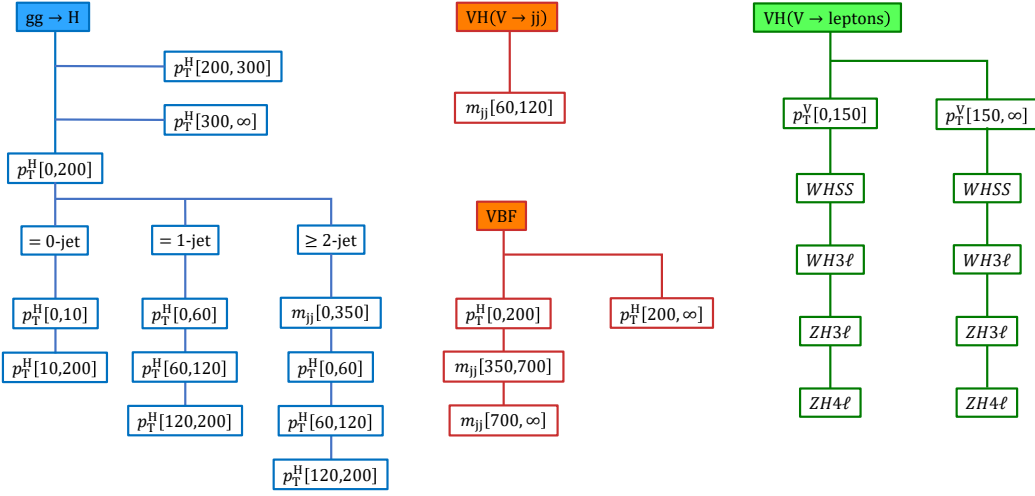 gg → H
p_T^H[200, 300]
p_T^H[300, ∞]
p_T^H[0,200]
= 0-jet
= 1-jet
≥ 2-jet
p_T^H[0,10]
p_T^H[0,60]
m_jj[0,350]
p_T^H[10,200]
p_T^H[60,120]
p_T^H[0,60]
p_T^H[120,200]
p_T^H[60,120]
p_T^H[120,200]
VH(V → jj)
m_jj[60,120]
VBF
p_T^H[0,200]
p_T^H[200, ∞]
m_jj[350,700]
m_jj[700, ∞]
VH(V → leptons)
p_T^V[0,150]
p_T^V[150, ∞]
WHSS
WHSS
WH3ℓ
WH3ℓ
ZH3ℓ
ZH3ℓ
ZH4ℓ
ZH4ℓ